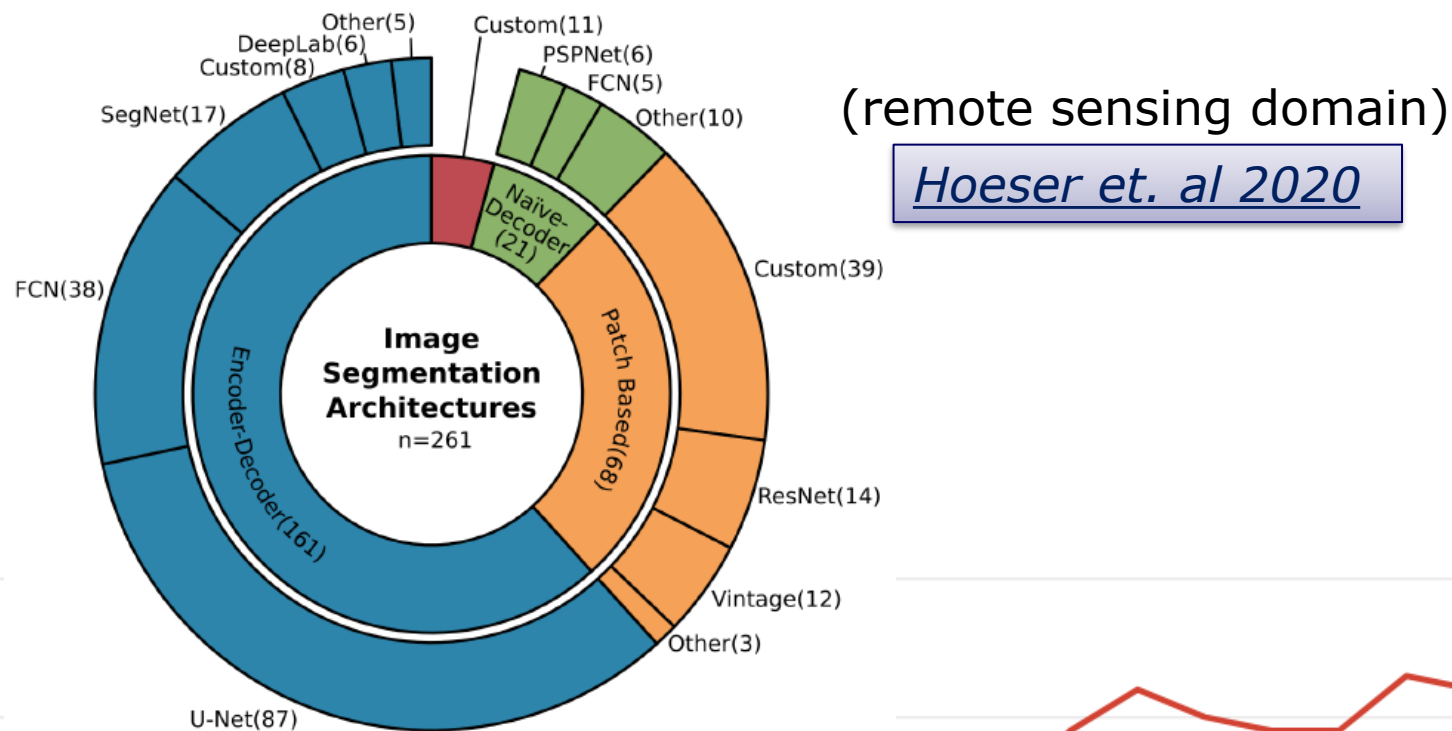 Other(5)
DeepLab(6)
Custom(8)
SegNet(17)
FCN(38)
U-Net(87)
Custom(11)
PSPNet(6)
FCN(5)
Other(10)
Custom(39)
ResNet(14)
Vintage(12)
Other(3)
Naïve-
Decoder
(21)
Patch Based(68)
Encoder-Decoder(161)
Image
Segmentation
Architectures
n=261
(remote sensing domain)
Hoeser et. al 2020